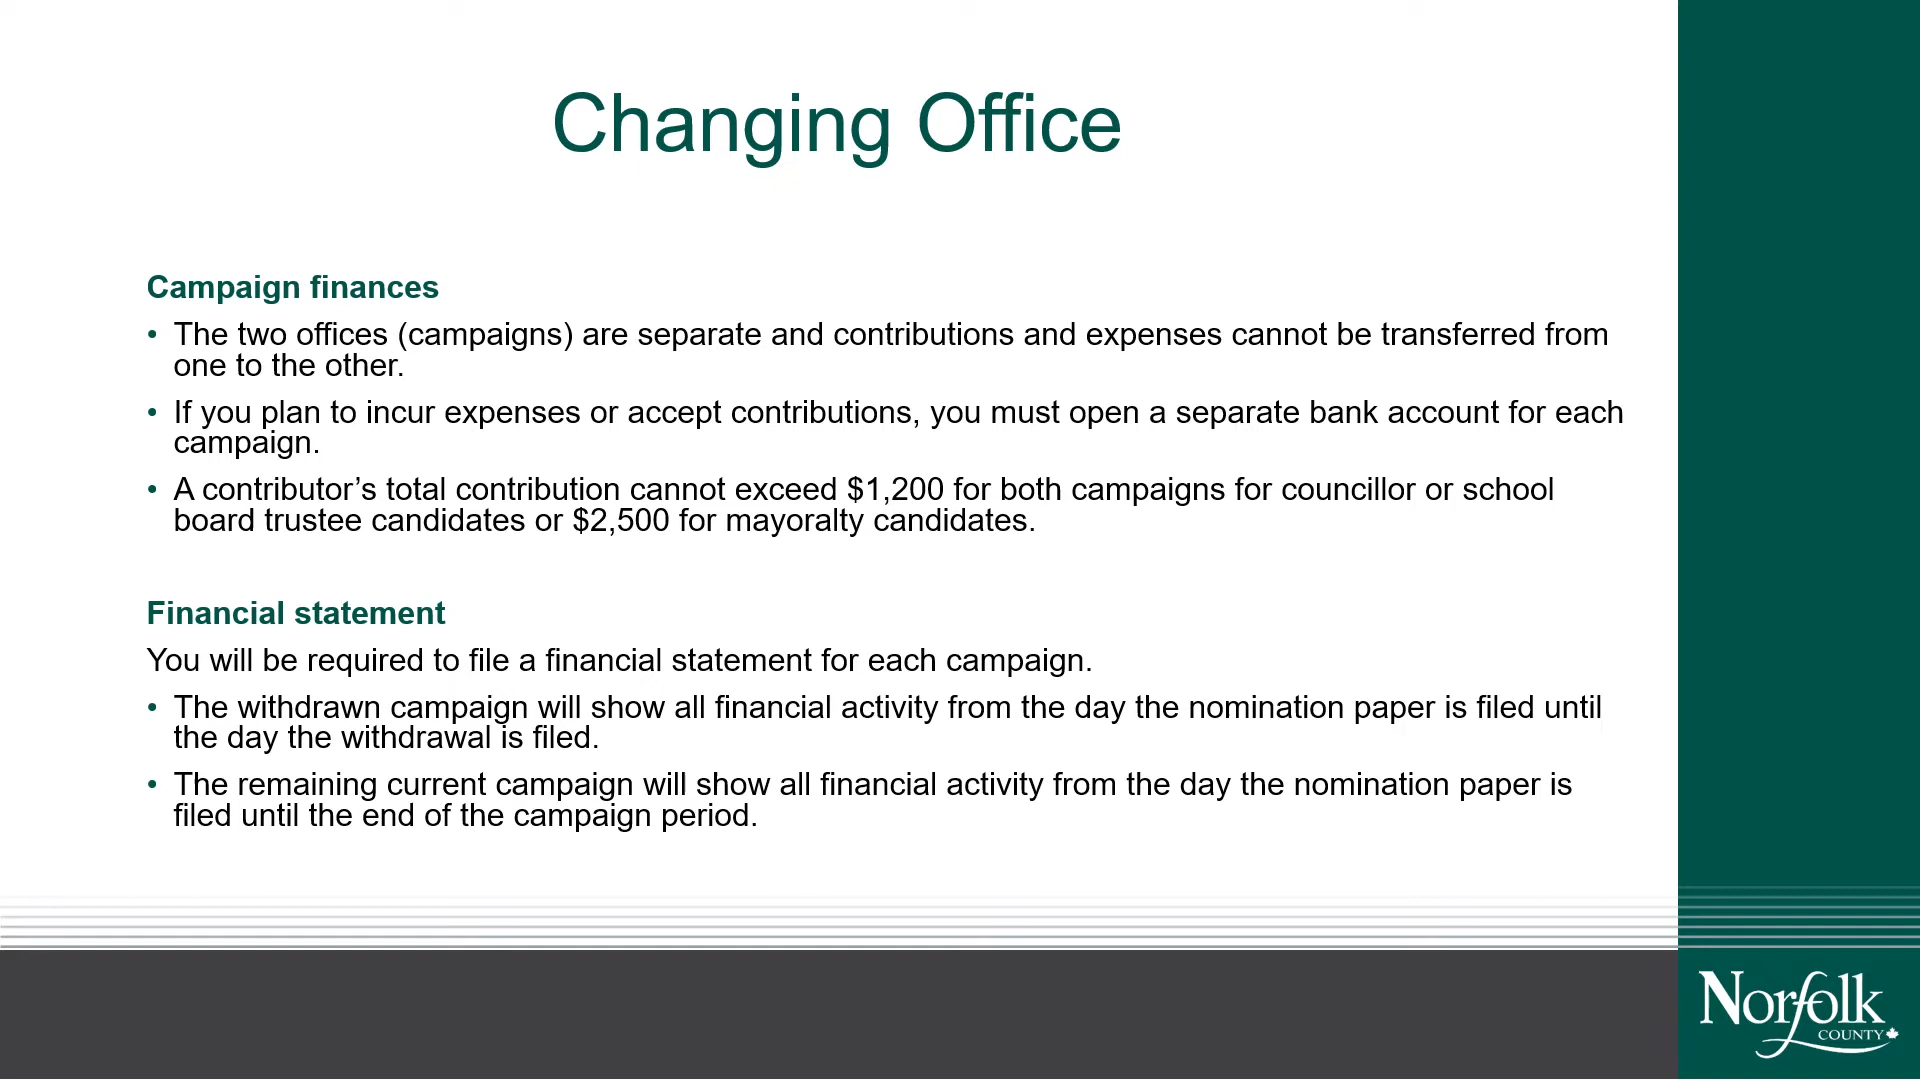 Changing Office
Campaign finances
• The two offices (campaigns) are separate and contributions and expenses cannot be transferred from
one to the other.
• If you plan to incur expenses or accept contributions, you must open a separate bank account for each
campaign.
• A contributor’s total contribution cannot exceed $1,200 for both campaigns for councillor or school
board trustee candidates or $2,500 for mayoralty candidates.
Financial statement
You will be required to file a financial statement for each campaign.
• The withdrawn campaign will show all financial activity from the day the nomination paper is filed until
the day the withdrawal is filed.
• The remaining current campaign will show all financial activity from the day the nomination paper is
filed until the end of the campaign period.
Norfolk
COUNTY